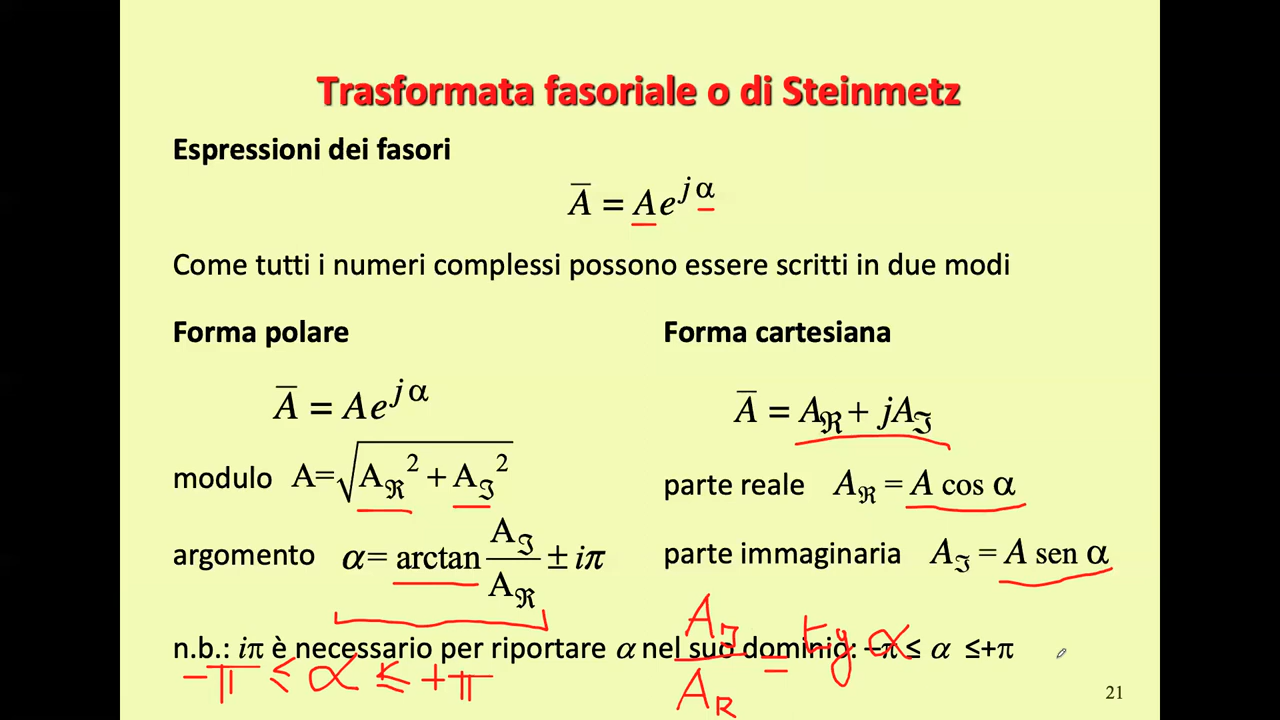 Trasformata fasoriale o di Steinmetz
Espressioni dei fasori
A̅ = A e^{jα}
Come tutti i numeri complessi possono essere scritti in due modi
Forma polare
A̅ = A e^{jα}
modulo A=√(A_ℜ² + A_ℑ²)
argomento α= arctan A_ℑ/A_ℜ ± iπ
Forma cartesiana
A̅ = A_ℜ + jA_ℑ
parte reale A_ℜ = A cos α
parte immaginaria A_ℑ = A sen α
n.b.: iπ è necessario per riportare α nel suo dominio: –π ≤ α ≤+π
-π ≤ α ≤ +π
A_ℑ/A_R = tg α
21